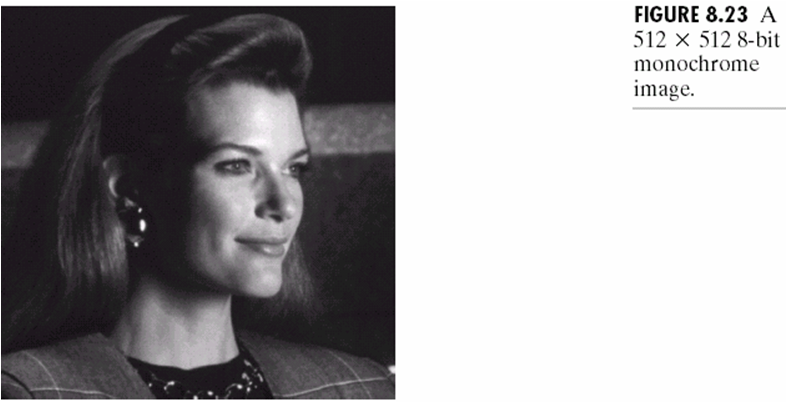 FIGURE 8.23 A
512 × 512 8-bit
monochrome
image.